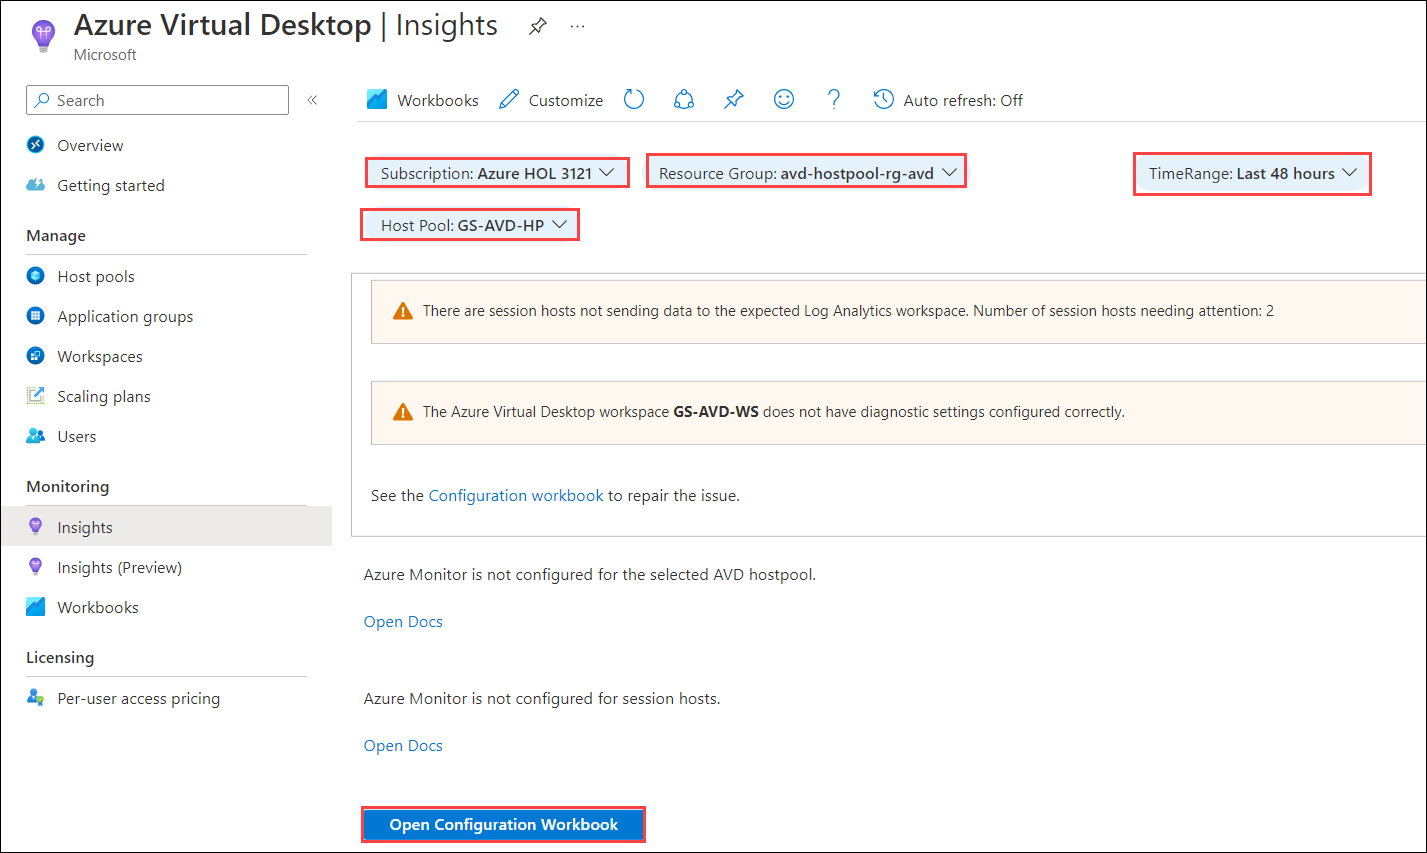 Azure Virtual Desktop | Insights
Microsoft
Search
Overview
Getting started
Manage
Host pools
Application groups
Workspaces
Scaling plans
Users
Monitoring
Insights
Insights (Preview)
Workbooks
Licensing
Per-user access pricing
Workbooks Customize Auto refresh: Off
Subscription: Azure HOL 3121 Resource Group: avd-hostpool-rg-avd TimeRange: Last 48 hours
Host Pool: GS-AVD-HP
There are session hosts not sending data to the expected Log Analytics workspace. Number of session hosts needing attention: 2
The Azure Virtual Desktop workspace GS-AVD-WS does not have diagnostic settings configured correctly.
See the Configuration workbook to repair the issue.
Azure Monitor is not configured for the selected AVD hostpool.
Open Docs
Azure Monitor is not configured for session hosts.
Open Docs
Open Configuration Workbook